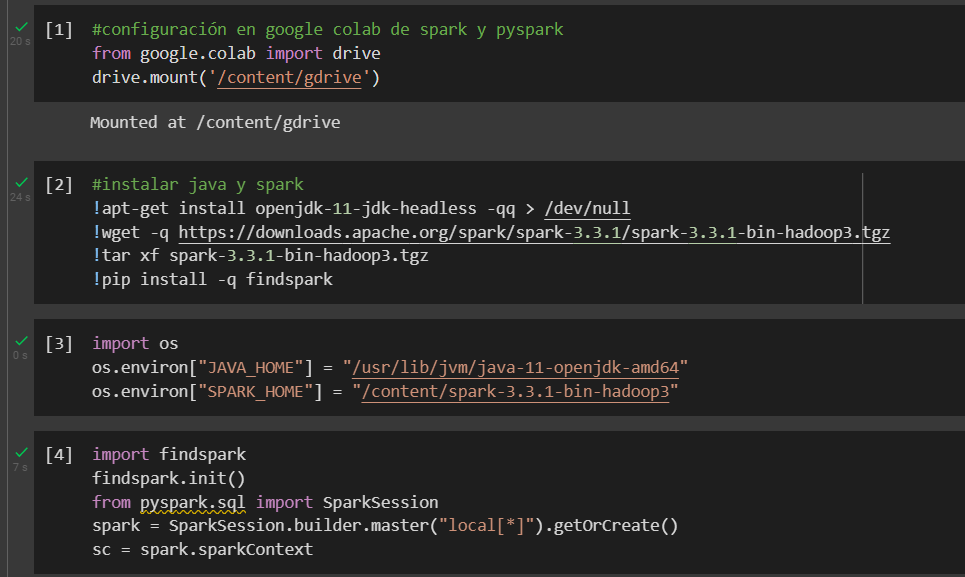 [1] #configuración en google colab de spark y pyspark
from google.colab import drive
drive.mount('/content/gdrive')
20 s
Mounted at /content/gdrive
[2] #instalar java y spark
24 s
!apt-get install openjdk-11-jdk-headless -qq > /dev/null
!wget -q https://downloads.apache.org/spark/spark-3.3.1/spark-3.3.1-bin-hadoop3.tgz
!tar xf spark-3.3.1-bin-hadoop3.tgz
!pip install -q findspark
[3] import os
0 s
os.environ["JAVA_HOME"] = "/usr/lib/jvm/java-11-openjdk-amd64"
os.environ["SPARK_HOME"] = "/content/spark-3.3.1-bin-hadoop3"
[4] import findspark
7 s
findspark.init()
from pyspark.sql import SparkSession
spark = SparkSession.builder.master("local[*]").getOrCreate()
sc = spark.sparkContext